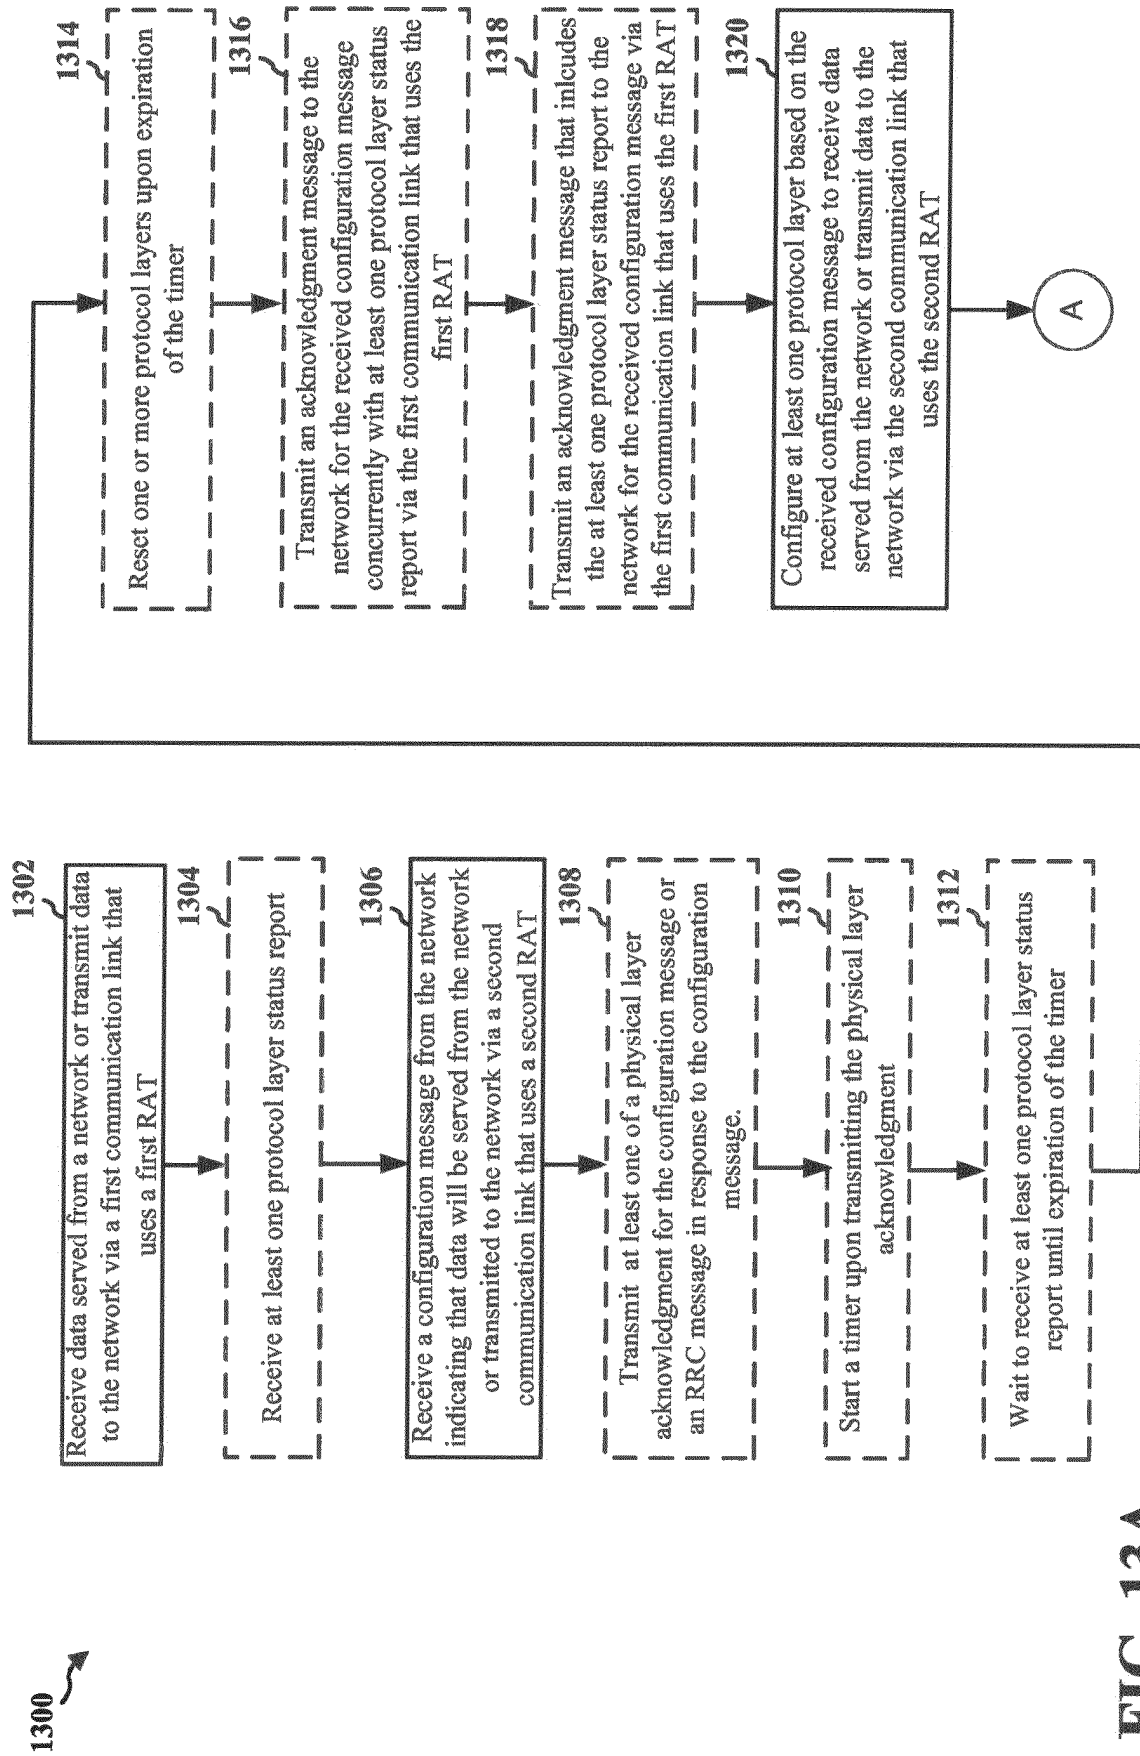 1300
1302
Receive data served from a network or transmit data
to the network via a first communication link that
uses a first RAT
1304
Receive at least one protocol layer status report
1306
Receive a configuration message from the network
indicating that data will be served from the network
or transmitted to the network via a second
communication link that uses a second RAT
1308
Transmit at least one of a physical layer
acknowledgment for the configuration message or
an RRC message in response to the configuration
message.
1310
Start a timer upon transmitting the physical layer
acknowledgment
1312
Wait to receive at least one protocol layer status
report until expiration of the timer
1314
Reset one or more protocol layers upon expiration
of the timer
1316
Transmit an acknowledgment message to the
network for the received configuration message
concurrently with at least one protocol layer status
report via the first communication link that uses the
first RAT
1318
Transmit an acknowledgment message that inlcudes
the at least one protocol layer status report to the
network for the received configuration message via
the first communication link that uses the first RAT
1320
Configure at least one protocol layer based on the
received configuration message to receive data
served from the network or transmit data to the
network via the second communication link that
uses the second RAT
A
FIG. 13A